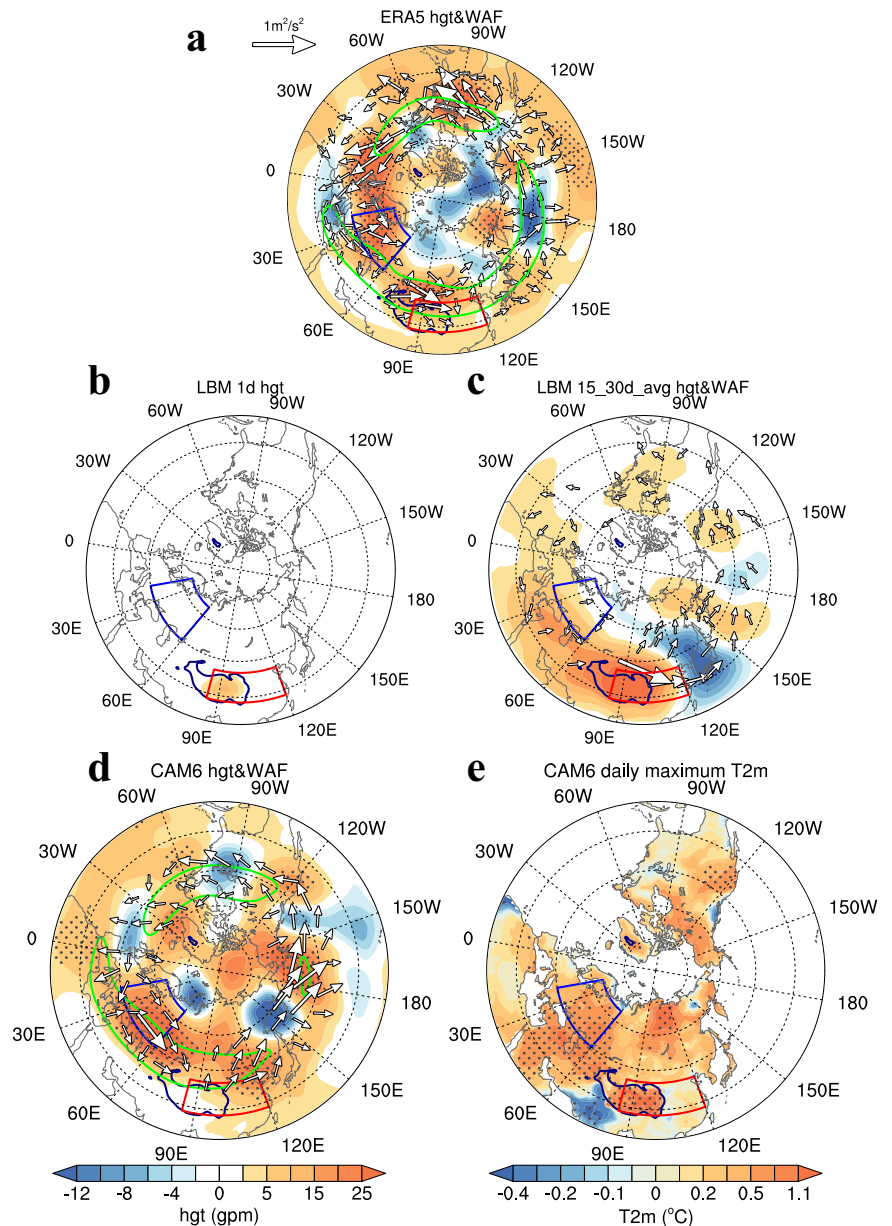 a
1m²/s²
ERA5 hgt&WAF
60W
90W
120W
30W
150W
0
180
30E
150E
60E
120E
90E
b
LBM 1d hgt
60W
90W
120W
30W
150W
0
180
30E
150E
60E
120E
90E
c
LBM 15_30d_avg hgt&WAF
60W
90W
120W
30W
150W
0
180
30E
150E
60E
120E
90E
d
CAM6 hgt&WAF
60W
90W
120W
30W
150W
0
180
30E
150E
60E
120E
90E
-12 -8 -4 0 5 15 25
hgt (gpm)
e
CAM6 daily maximum T2m
60W
90W
120W
30W
150W
0
180
30E
150E
60E
120E
90E
-0.4 -0.2 -0.1 0 0.2 0.5 1.1
T2m (°C)